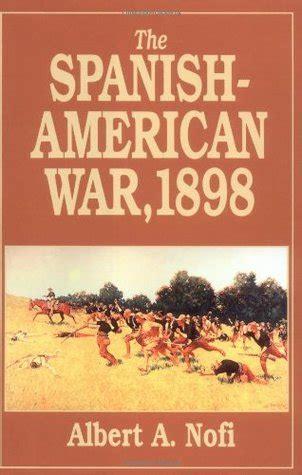 The
SPANISH-
AMERICAN
WAR, 1898
Albert A. Nofi